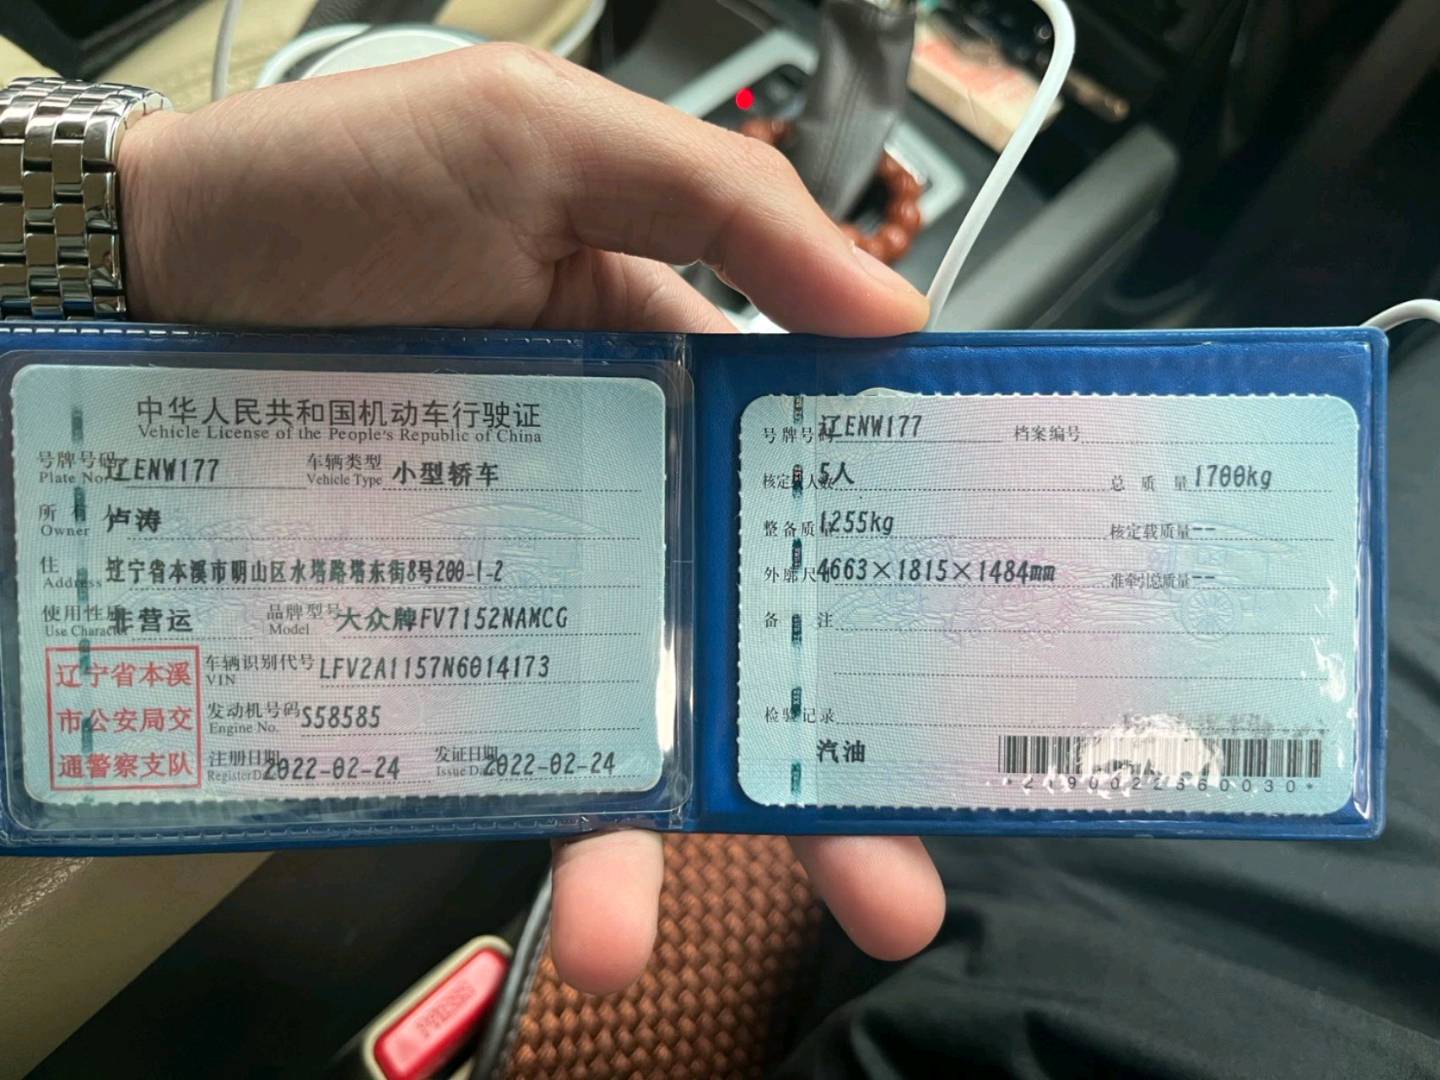 中华人民共和国机动车行驶证
Vehicle License of the People's Republic of China
号牌号码 辽ENW177 车辆类型 小型轿车
Plate No. Vehicle Type
所 卢涛
Owner
住 辽宁省本溪市明山区水塔路塔东街8号200-1-2
Address
使用性质 非营运 品牌型号 大众牌FV7152NAMCG
Use Charac Model
辽宁省本溪
市公安局交
通警察支队
车辆识别代号 LFV2A1157N6014173
VIN
发动机号码 S58585
Engine No.
注册日期 2022-02-24 发证日期 2022-02-24
Register Da Issue D
号牌号码 辽ENW177 档案编号
核定 人数 5人 总质量 1700kg
整备质量 1255kg 核定载质量 --
外廓尺寸 4663×1815×1484mm 准牵引总质量 --
备注
检验记录
汽油
*2190022360030*
PRESS